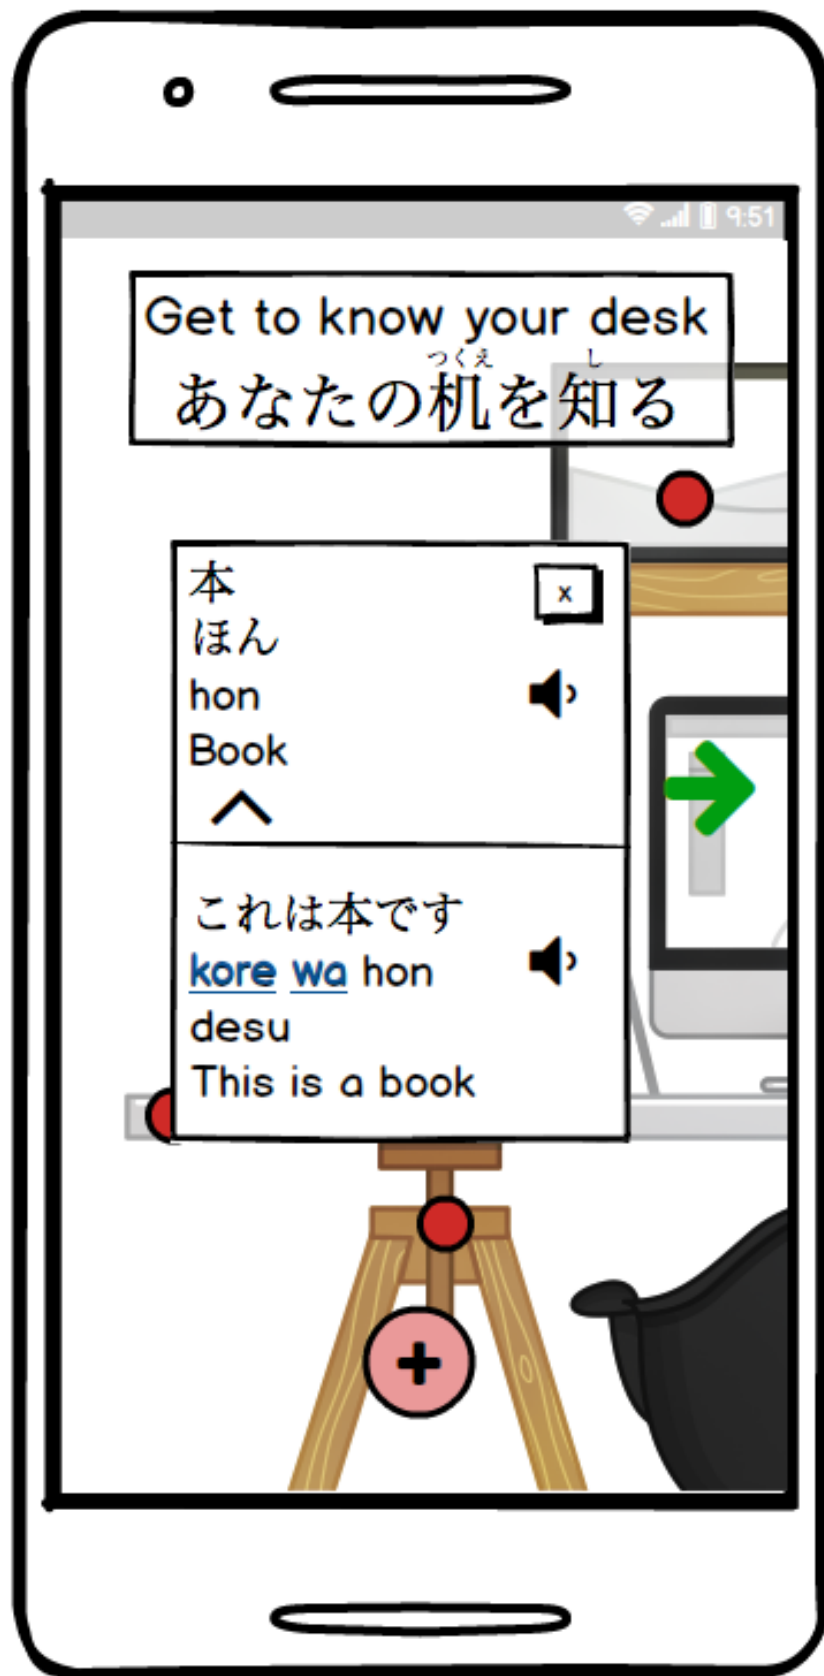 9:51
Get to know your desk
つくえ し
あなたの机を知る
本
x
ほん
hon
Book
これは本です
kore wa hon
desu
This is a book
+